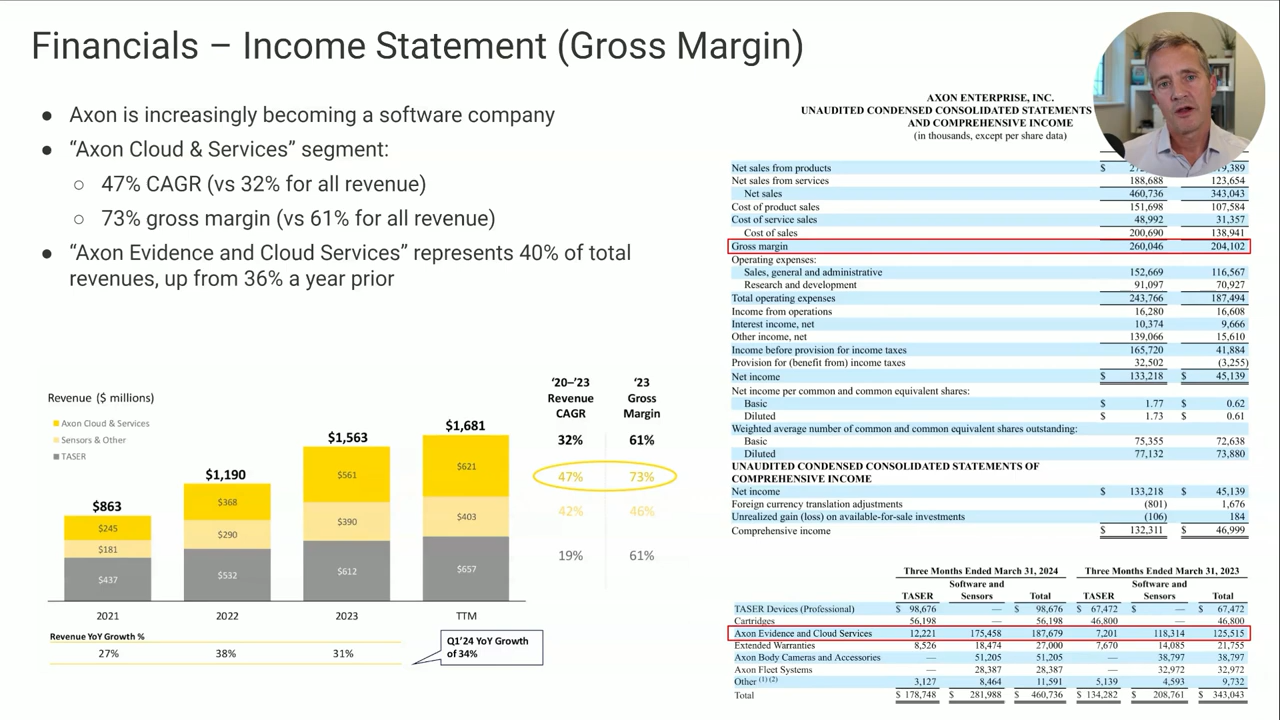 Financials – Income Statement (Gross Margin)
● Axon is increasingly becoming a software company
● “Axon Cloud & Services” segment:
○ 47% CAGR (vs 32% for all revenue)
○ 73% gross margin (vs 61% for all revenue)
● “Axon Evidence and Cloud Services” represents 40% of total
revenues, up from 36% a year prior
Revenue ($ millions)
Axon Cloud & Services
Sensors & Other
TASER
$863
$245
$181
$437
$1,190
$368
$290
$532
$1,563
$561
$390
$612
$1,681
$621
$403
$657
2021 2022 2023 TTM
Revenue YoY Growth %
27% 38% 31%
Q1’24 YoY Growth
of 34%
‘20–’23
Revenue
CAGR
‘23
Gross
Margin
32% 61%
47% 73%
42% 46%
19% 61%
AXON ENTERPRISE, INC.
UNAUDITED CONDENSED CONSOLIDATED STATEMENTS
AND COMPREHENSIVE INCOME
(in thousands, except per share data)
Net sales from products $
Net sales from services 188,688 123,654
Net sales 460,736 343,043
Cost of product sales 151,698 107,584
Cost of service sales 48,992 31,357
Cost of sales 200,690 138,941
Gross margin 260,046 204,102
Operating expenses:
Sales, general and administrative 152,669 116,567
Research and development 91,097 70,927
Total operating expenses 243,766 187,494
Income from operations 16,280 16,608
Interest income, net 10,374 9,666
Other income, net 139,066 15,610
Income before provision for income taxes 165,720 41,884
Provision for (benefit from) income taxes 32,502 (3,255)
Net income $ 133,218 $ 45,139
Net income per common and common equivalent shares:
Basic $ 1.77 $ 0.62
Diluted $ 1.73 $ 0.61
Weighted average number of common and common equivalent shares outstanding:
Basic 75,355 72,638
Diluted 77,132 73,880
UNAUDITED CONDENSED CONSOLIDATED STATEMENTS OF
COMPREHENSIVE INCOME
Net income $ 133,218 $ 45,139
Foreign currency translation adjustments (801) 1,676
Unrealized gain (loss) on available-for-sale investments (106) 184
Comprehensive income $ 132,311 $ 46,999
Three Months Ended March 31, 2024 Three Months Ended March 31, 2023
Software and Software and
TASER Sensors Total TASER Sensors Total
TASER Devices (Professional) $ 98,676 — $ 98,676 $ 67,472 $ — $ 67,472
Cartridges 56,198 — 56,198 46,800 — 46,800
Axon Evidence and Cloud Services 12,221 175,458 187,679 7,201 118,314 125,515
Extended Warranties 8,526 18,474 27,000 7,670 14,085 21,755
Axon Body Cameras and Accessories — 51,205 51,205 — 38,797 38,797
Axon Fleet Systems — 28,387 28,387 — 32,972 32,972
Other (1) (2) 3,127 8,464 11,591 5,139 4,593 9,732
Total $ 178,748 $ 281,988 $ 460,736 $ 134,282 $ 208,761 $ 343,043